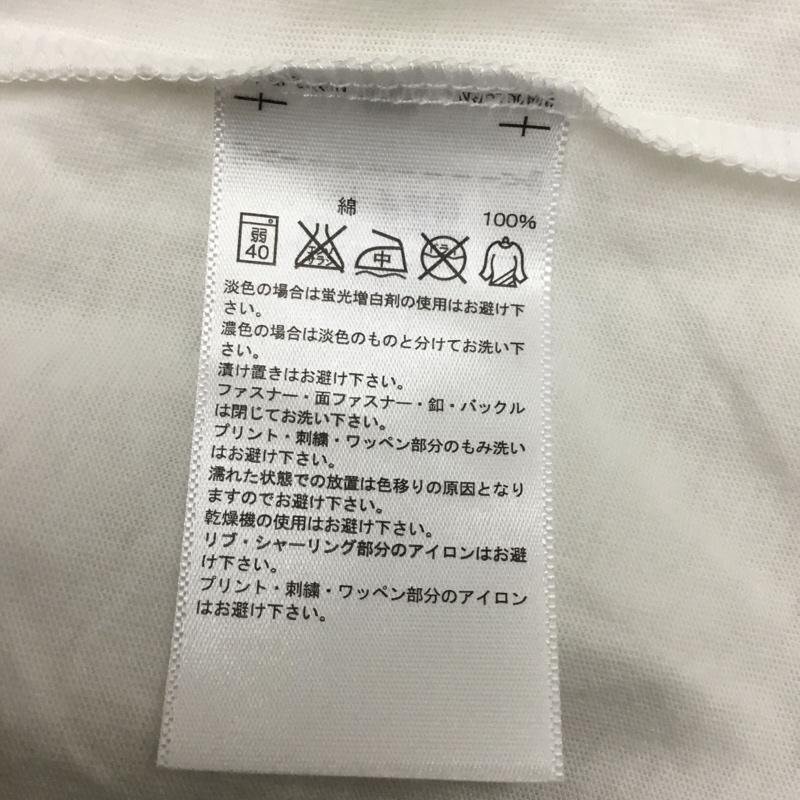 綿 100%
弱
40
エンソ
サラシ
中
ドライ
淡色の場合は蛍光増白剤の使用はお避け下
さい。
濃色の場合は淡色のものと分けてお洗い下
さい。
漬け置きはお避け下さい。
ファスナー・面ファスナー・釦・バックル
は閉じてお洗い下さい。
プリント・刺繍・ワッペン部分のもみ洗い
はお避け下さい。
濡れた状態での放置は色移りの原因となり
ますのでお避け下さい。
乾燥機の使用はお避け下さい。
リブ・シャーリング部分のアイロンはお避
け下さい。
プリント・刺繍・ワッペン部分のアイロン
はお避け下さい。